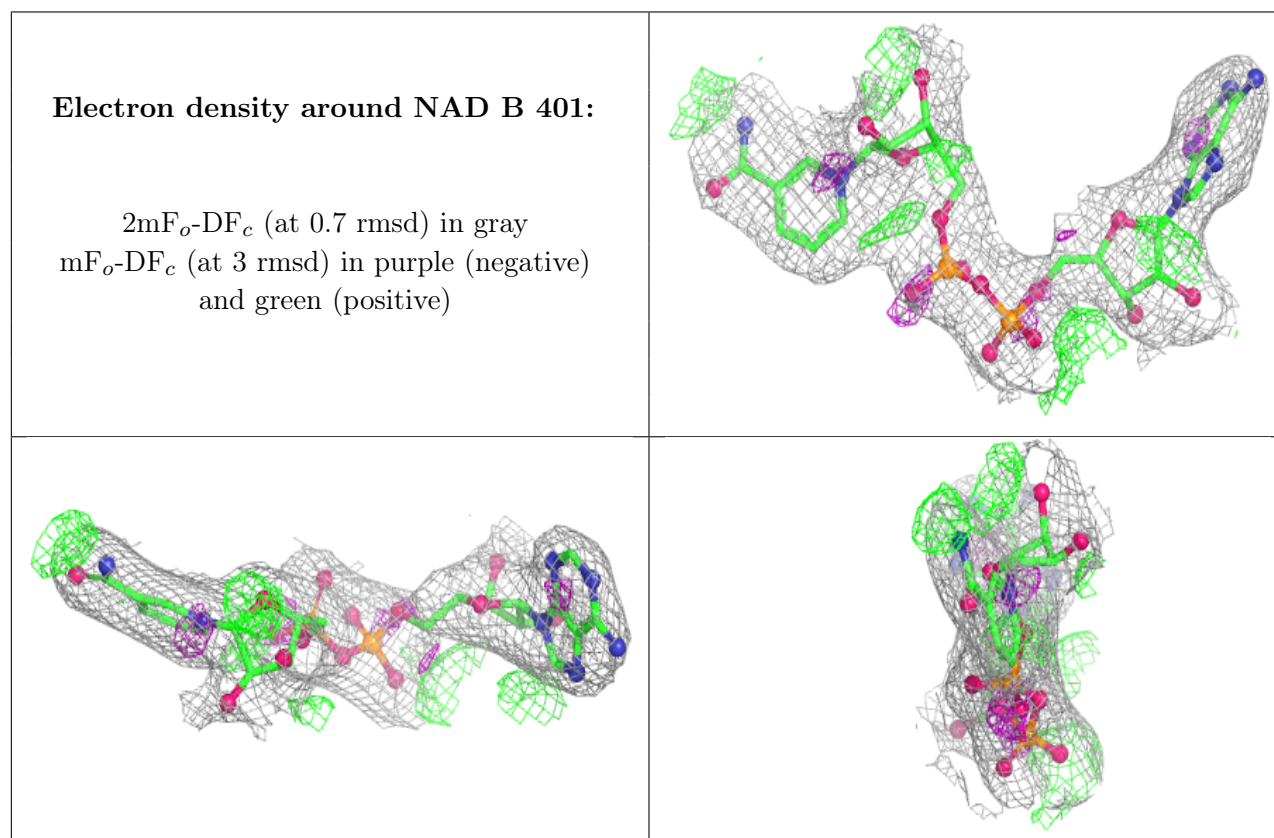 Electron density around NAD B 401:
2mFo-DFc (at 0.7 rmsd) in gray
mFo-DFc (at 3 rmsd) in purple (negative)
and green (positive)